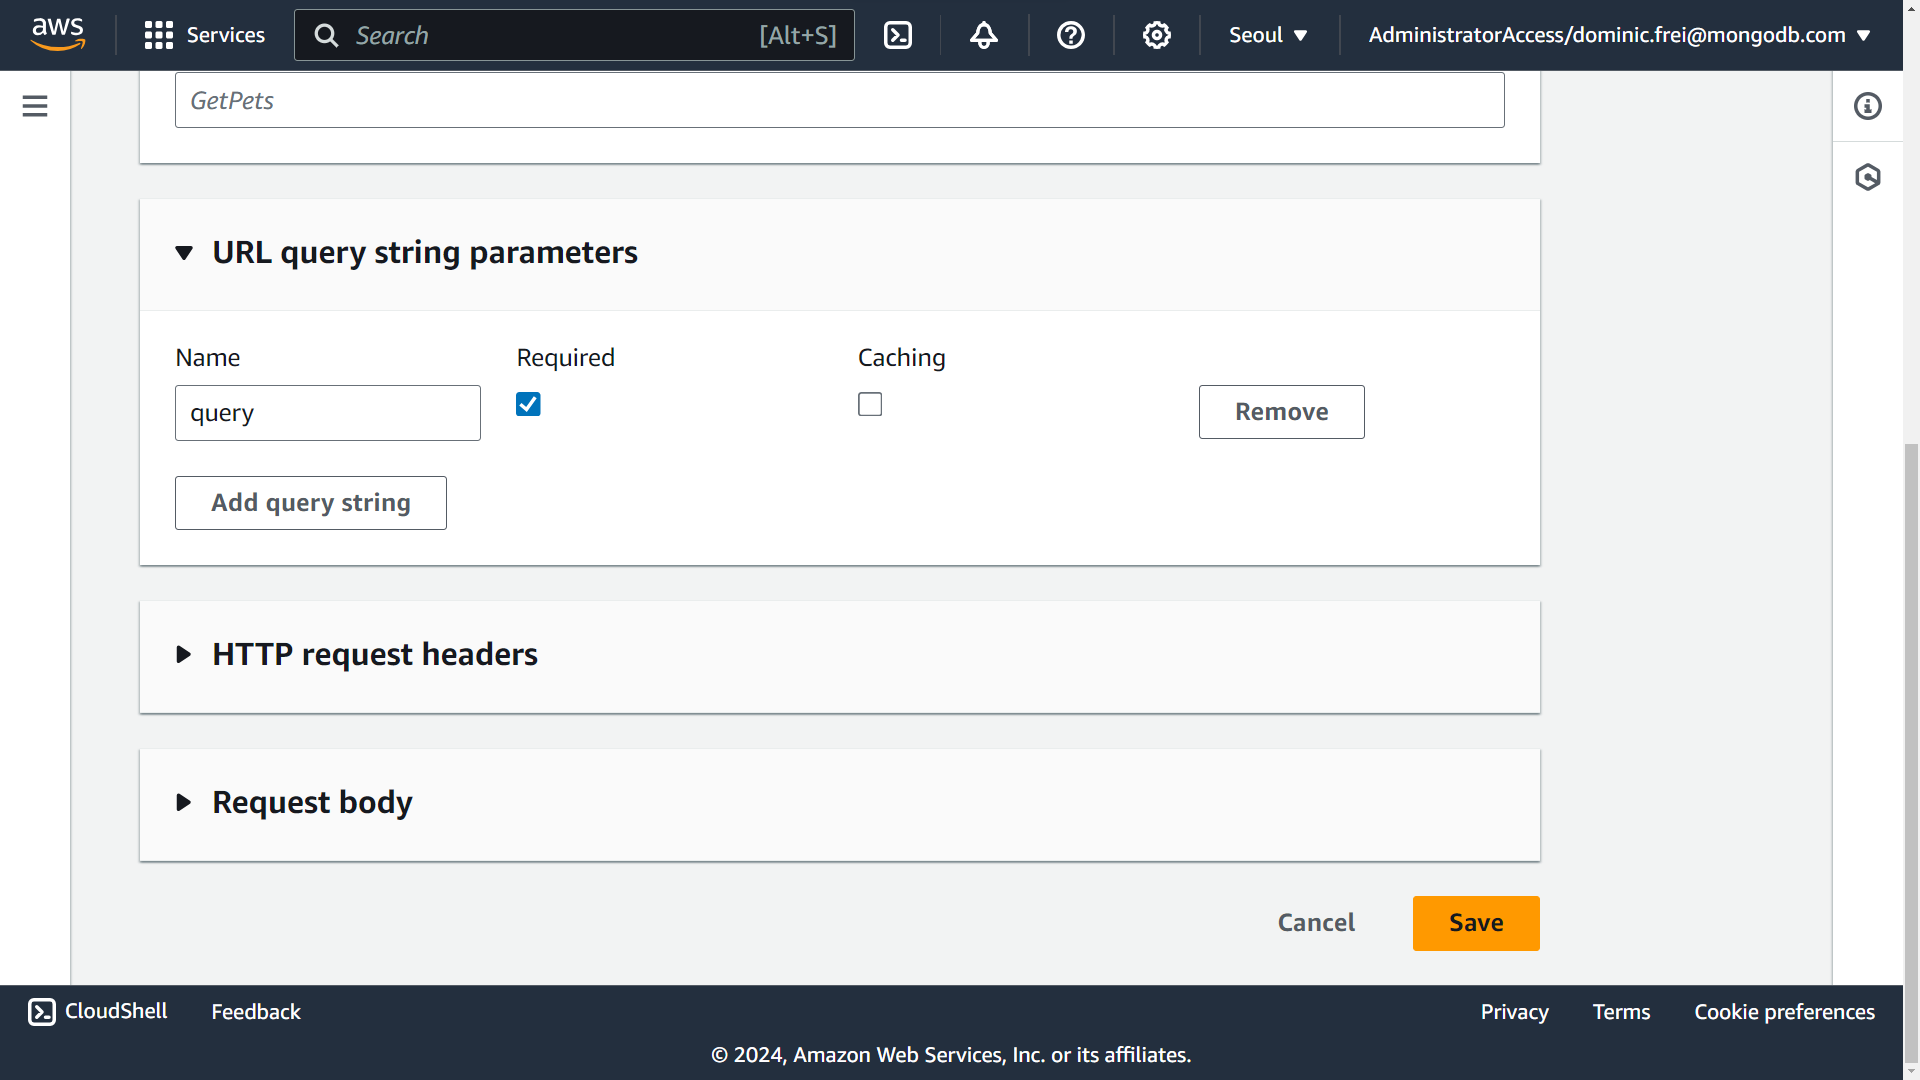 aws
Services
Search
[Alt+S]
Seoul
AdministratorAccess/dominic.frei@mongodb.com
GetPets
URL query string parameters
Name
Required
Caching
query
Remove
Add query string
HTTP request headers
Request body
Cancel
Save
CloudShell
Feedback
Privacy
Terms
Cookie preferences
© 2024, Amazon Web Services, Inc. or its affiliates.